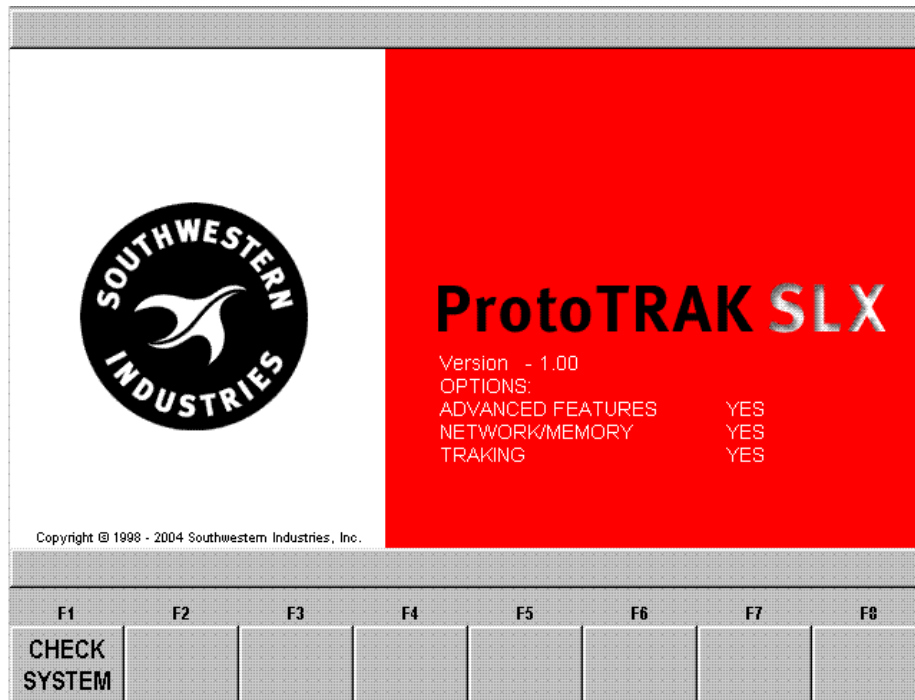 SOUTHWESTERN
INDUSTRIES
ProtoTRAK SLX
Version - 1.00
OPTIONS:
ADVANCED FEATURES YES
NETWORK/MEMORY YES
TRAKING YES
Copyright © 1998 - 2004 Southwestern Industries, Inc.
F1 F2 F3 F4 F5 F6 F7 F8
CHECK
SYSTEM